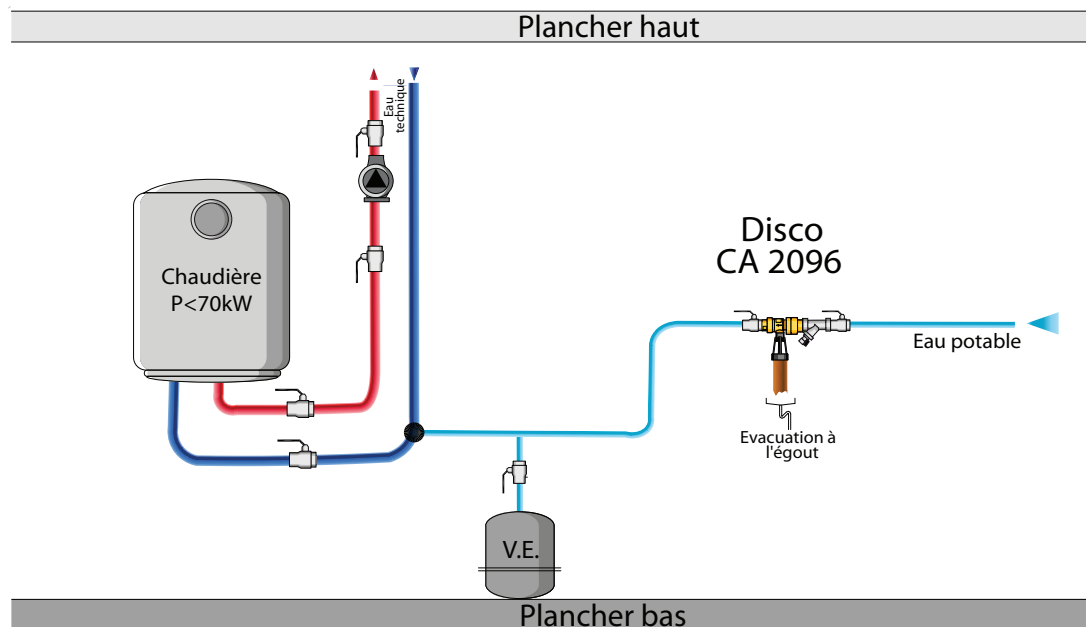 Plancher haut
Eau
technique
Disco
CA 2096
Chaudière
P<70kW
Eau potable
Evacuation à
l'égout
V.E.
Plancher bas